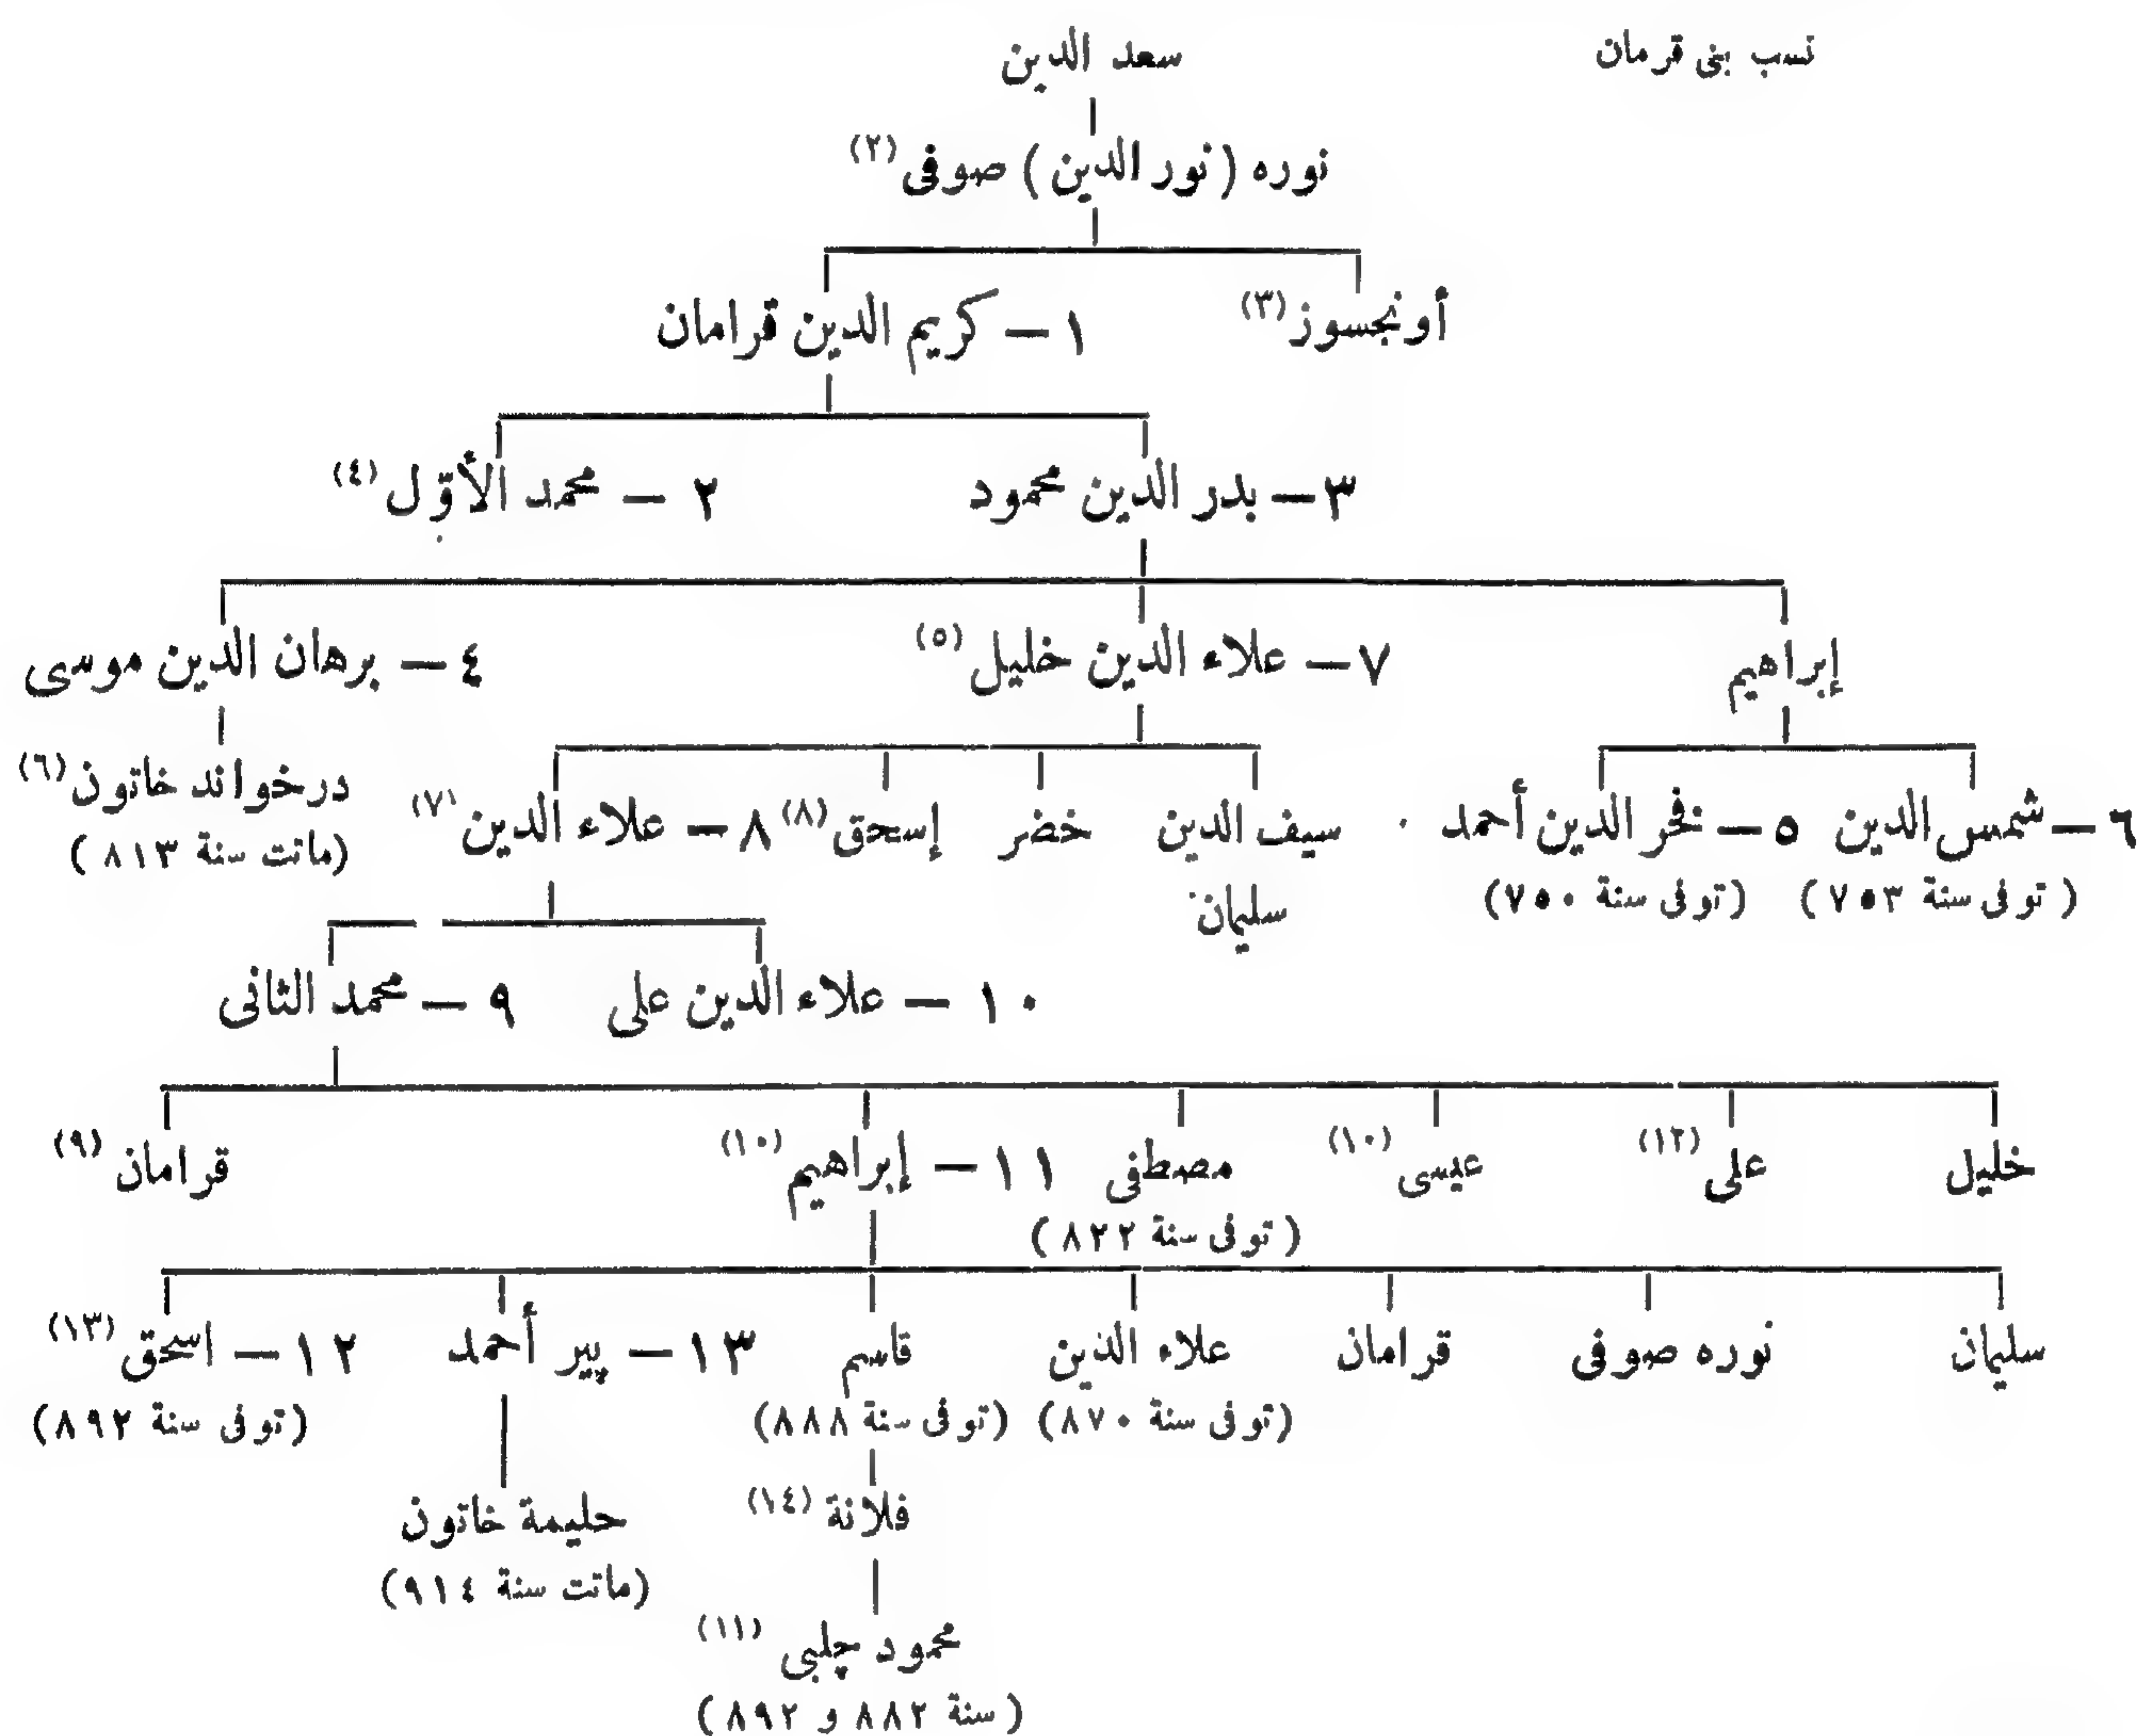 نسب بنى قرمان
سعد الدين
نوره (نور الدين) صوفى (٢)
أونجسوز (٣) ١ – كريم الدين قرامان
٣ – بدر الدين محمود ٢ – محمد الأوّل (٤)
إبراهيم ٧ – علاء الدين خليل (٥) ٤ – برهان الدين موسى
درخواند خاتون (٦)
(ماتت سنة ٨١٣)
٦ – شمس الدين ٥ – فخر الدين أحمد سيف الدين خضر إسحق (٨) ٨ – علاء الدين (٧)
(توفى سنة ٧٥٣) (توفى سنة ٧٥٠) سليمان
١٠ – علاء الدين على ٩ – محمد الثانى
خليل على (١٢) عيسى (١٠) مصطفى ١١ – إبراهيم (١٠) قرامان (٩)
(توفى سنة ٨٢٢)
سليمان نوره صوفى قرامان علاء الدين قاسم ١٣ – پير أحمد ١٢ – اسحق (١٣)
(توفى سنة ٨٧٠) (توفى سنة ٨٨٨) (توفى سنة ٨٩٢)
فلانة (١٤) حليمة خاتون
(ماتت سنة ٩١٤)
محمود چلبى (١١)
(سنة ٨٨٢ و ٨٩٢)